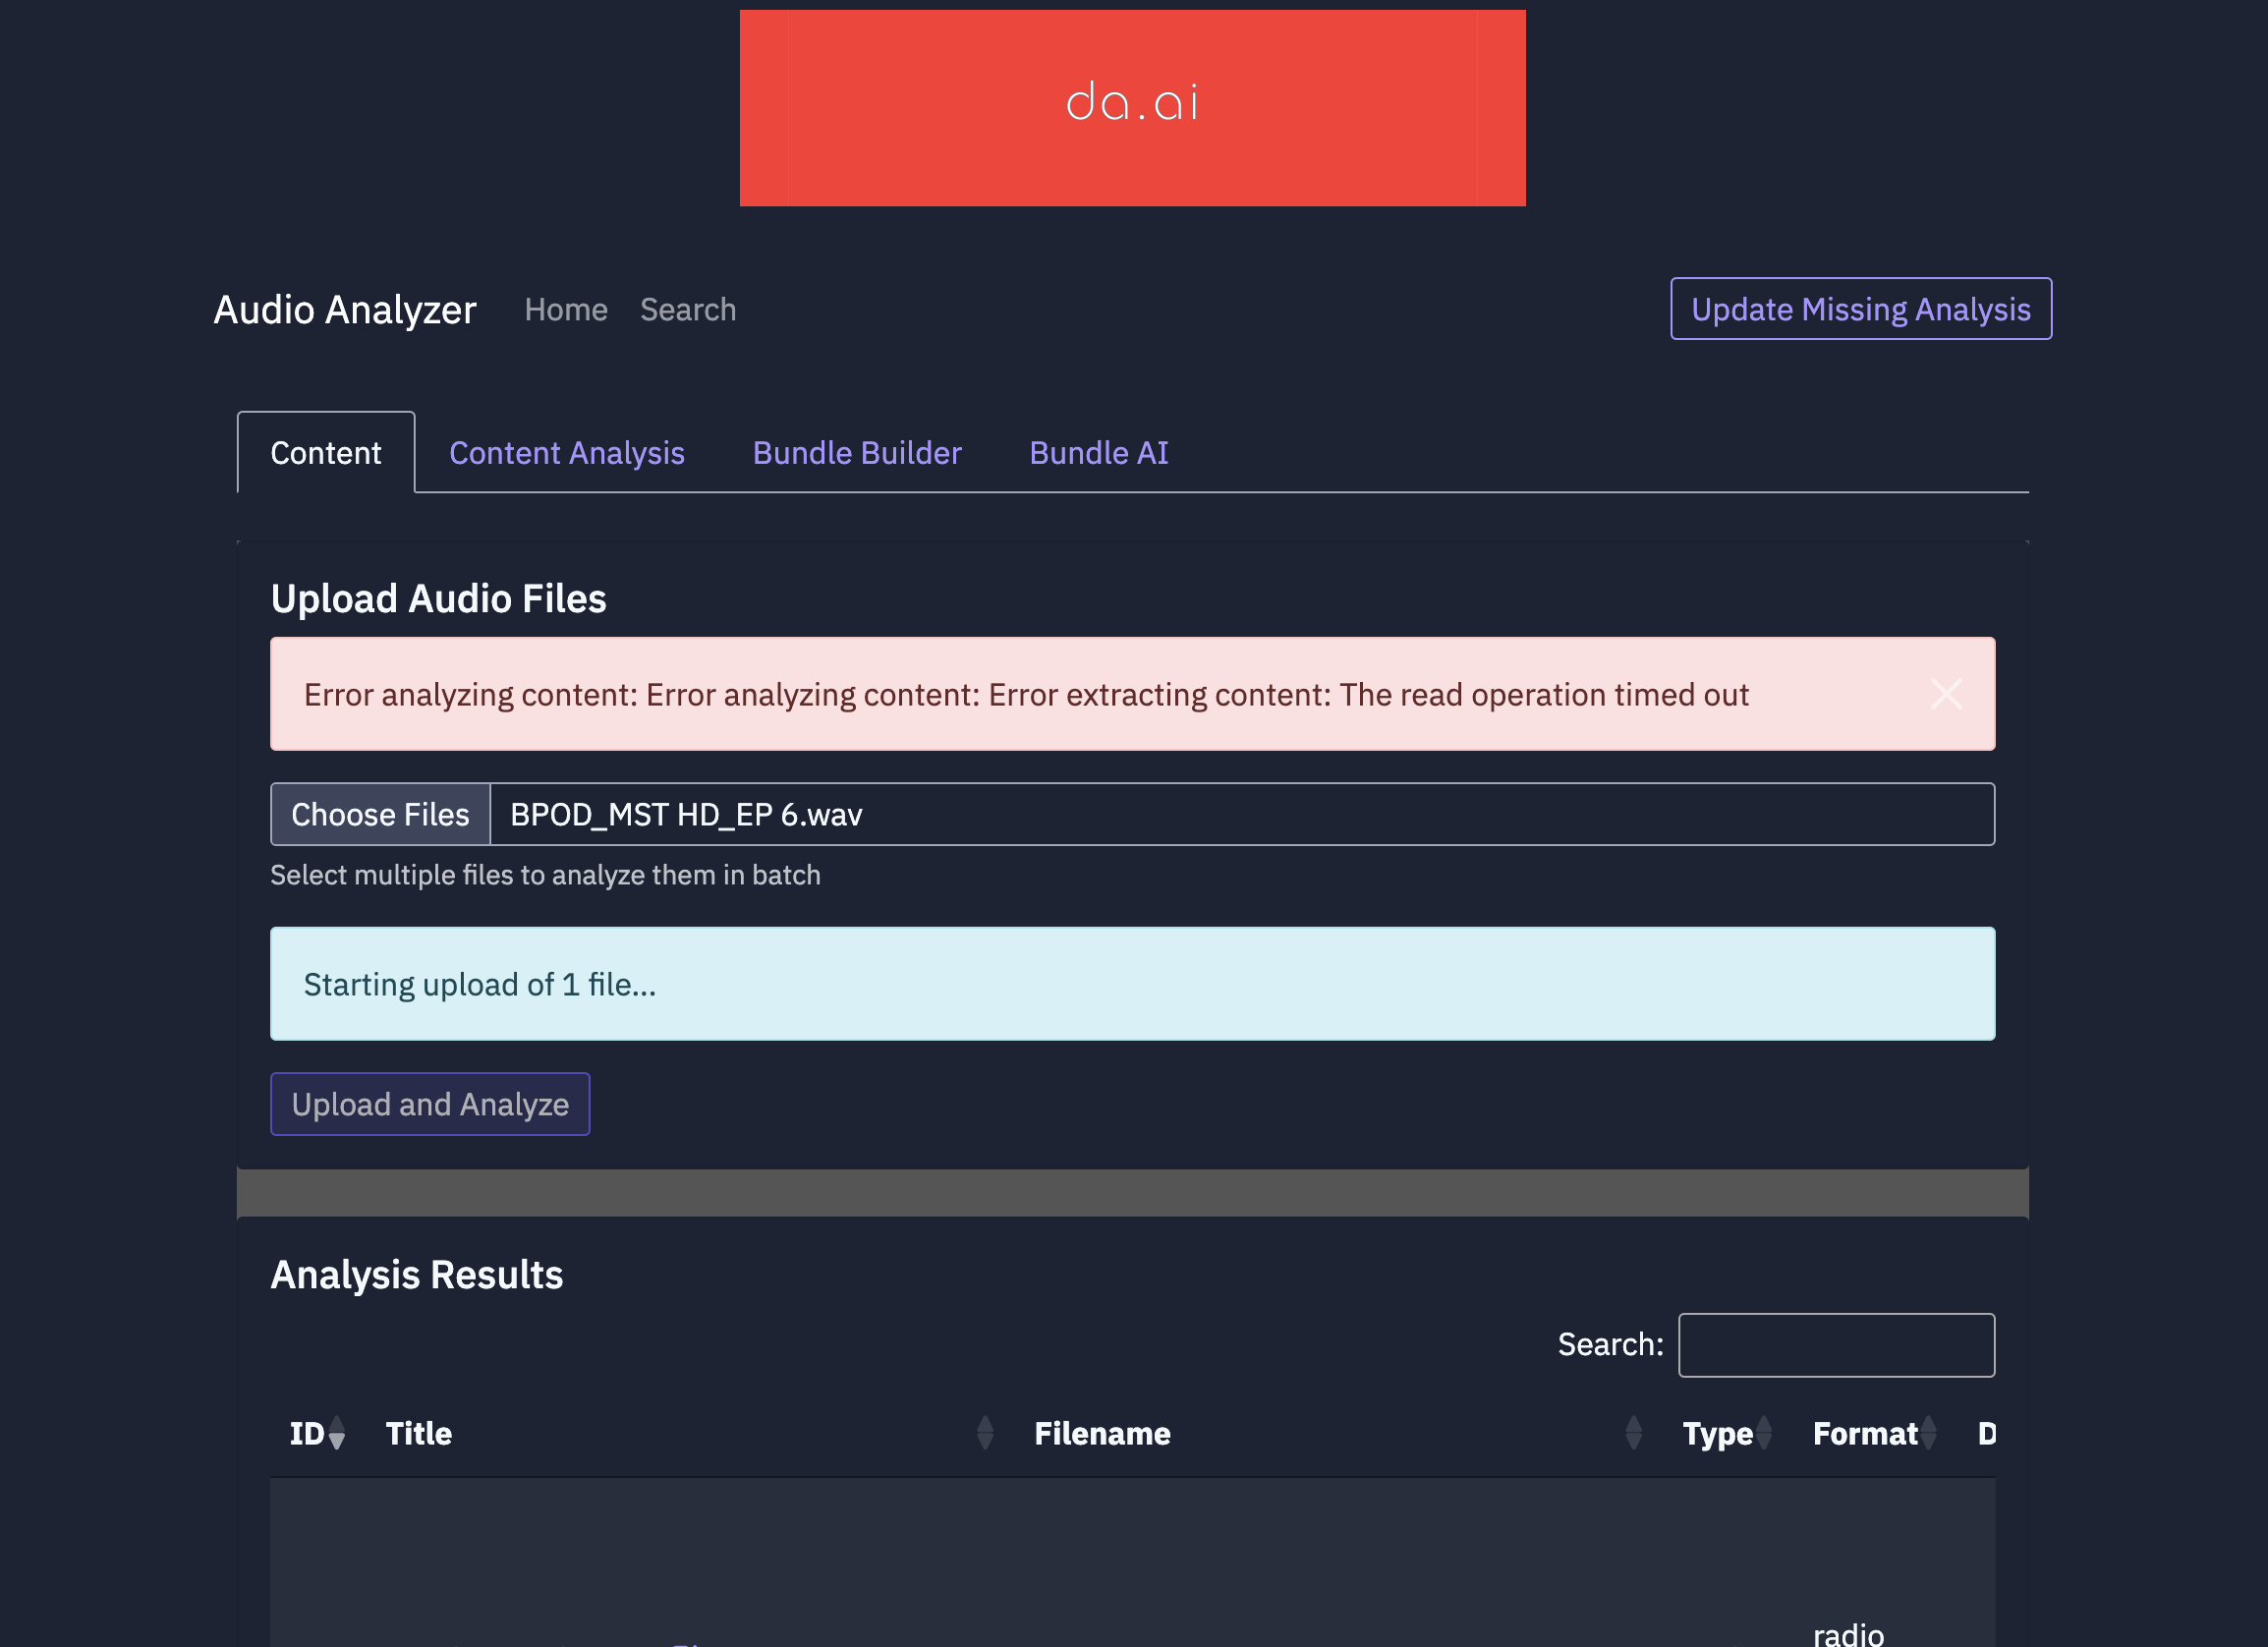 da.ai
Audio Analyzer Home Search Update Missing Analysis
Content Content Analysis Bundle Builder Bundle AI
Upload Audio Files
Error analyzing content: Error analyzing content: Error extracting content: The read operation timed out
Choose Files BPOD_MST HD_EP 6.wav
Select multiple files to analyze them in batch
Starting upload of 1 file...
Upload and Analyze
Analysis Results
Search:
ID Title Filename Type Format D
radio